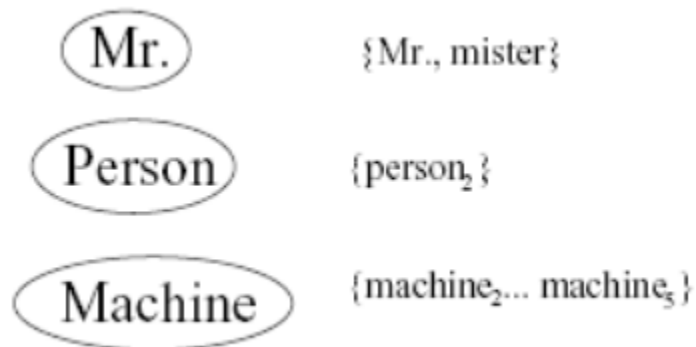 Mr. {Mr., mister}
Person {person₂}
Machine {machine₂... machine₅}